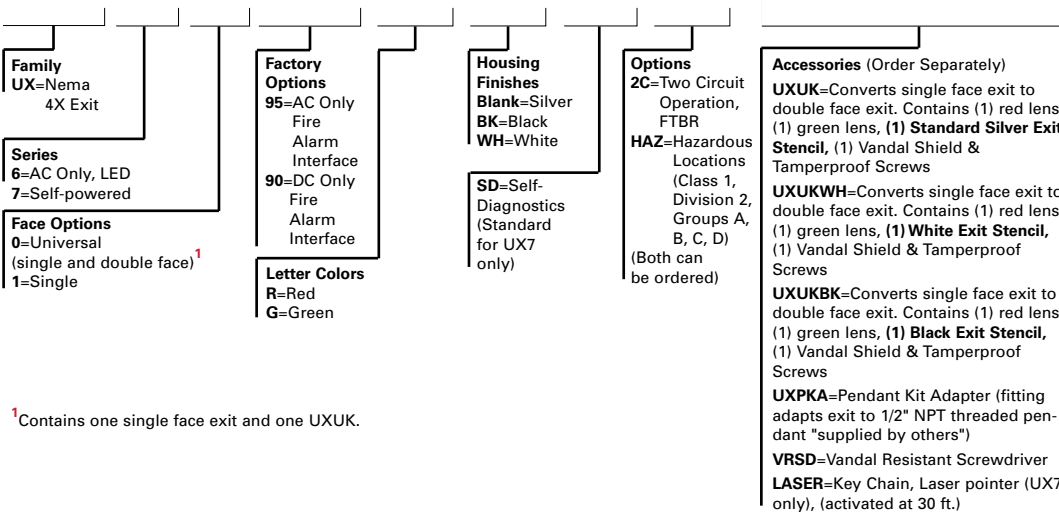 Family
UX=Nema
4X Exit
Series
6=AC Only, LED
7=Self-powered
Face Options
0=Universal
(single and double face)1
1=Single
Factory
Options
95=AC Only
Fire
Alarm
Interface
90=DC Only
Fire
Alarm
Interface
Letter Colors
R=Red
G=Green
Housing
Finishes
Blank=Silver
BK=Black
WH=White
SD=Self-
Diagnostics
(Standard
for UX7
only)
Options
2C=Two Circuit
Operation,
FTBR
HAZ=Hazardous
Locations
(Class 1,
Division 2,
Groups A,
B, C, D)
(Both can
be ordered)
Accessories (Order Separately)
UXUK=Converts single face exit to
double face exit. Contains (1) red lens
(1) green lens, (1) Standard Silver Exit
Stencil, (1) Vandal Shield &
Tamperproof Screws
UXUKWH=Converts single face exit to
double face exit. Contains (1) red lens
(1) green lens, (1) White Exit Stencil,
(1) Vandal Shield & Tamperproof
Screws
UXUKBK=Converts single face exit to
double face exit. Contains (1) red lens
(1) green lens, (1) Black Exit Stencil,
(1) Vandal Shield & Tamperproof
Screws
UXPKA=Pendant Kit Adapter (fitting
adapts exit to 1/2" NPT threaded pen-
dant "supplied by others")
VRSD=Vandal Resistant Screwdriver
LASER=Key Chain, Laser pointer (UX7
only), (activated at 30 ft.)
1Contains one single face exit and one UXUK.